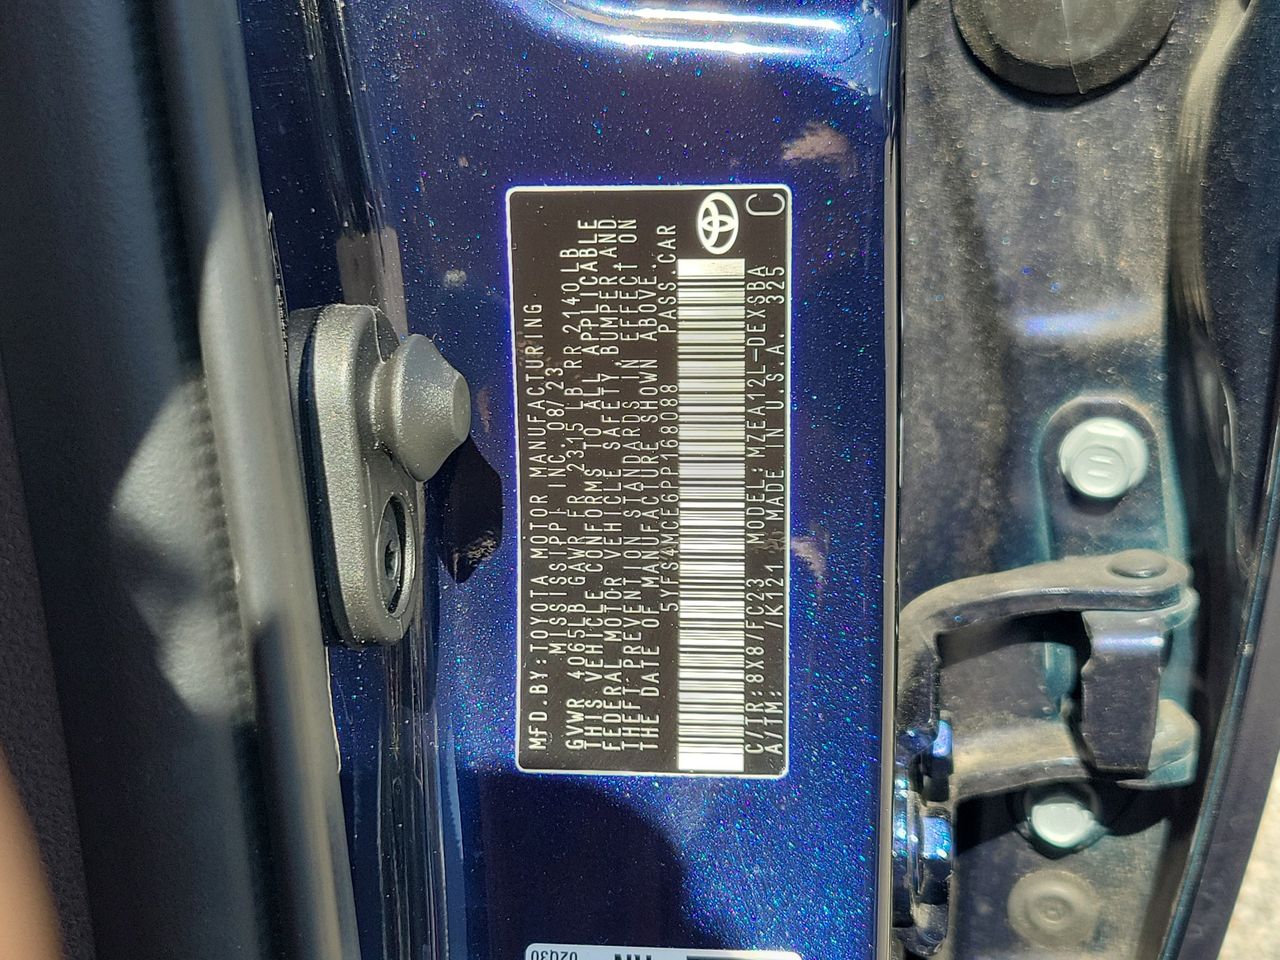 MFD.BY:TOYOTA MOTOR MANUFACTURING
MISSISSIPPI INC. 08/23
GVWR 4065LB GAWR FR 2315 LB RR 2140LB
THIS VEHICLE CONFORMS TO ALL APPLICABLE
FEDERAL MOTOR VEHICLE SAFETY BUMPER,AND
THEFT PREVENTION STANDARDS IN EFFECT ON
THE DATE OF MANUFACTURE SHOWN ABOVE.
5YFS4MCE6PP168088 PASS.CAR
C/TR:8X8/FC23 MODEL:MZEA12L-DEXSBA
A/TM: /K121 MADE IN U.S.A. 325
C